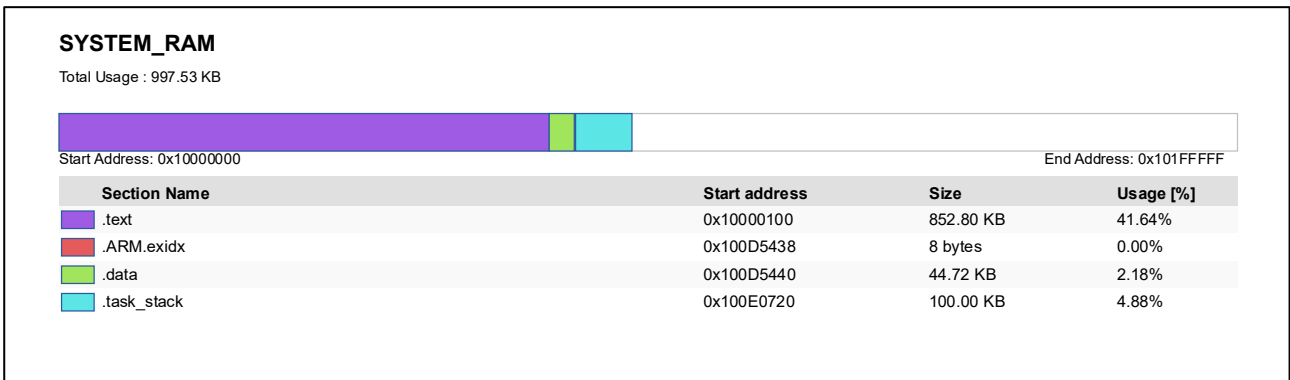 SYSTEM_RAM
Total Usage : 997.53 KB
Start Address: 0x10000000 End Address: 0x101FFFFF
Section Name Start address Size Usage [%]
.text 0x10000100 852.80 KB 41.64%
.ARM.exidx 0x100D5438 8 bytes 0.00%
.data 0x100D5440 44.72 KB 2.18%
.task_stack 0x100E0720 100.00 KB 4.88%